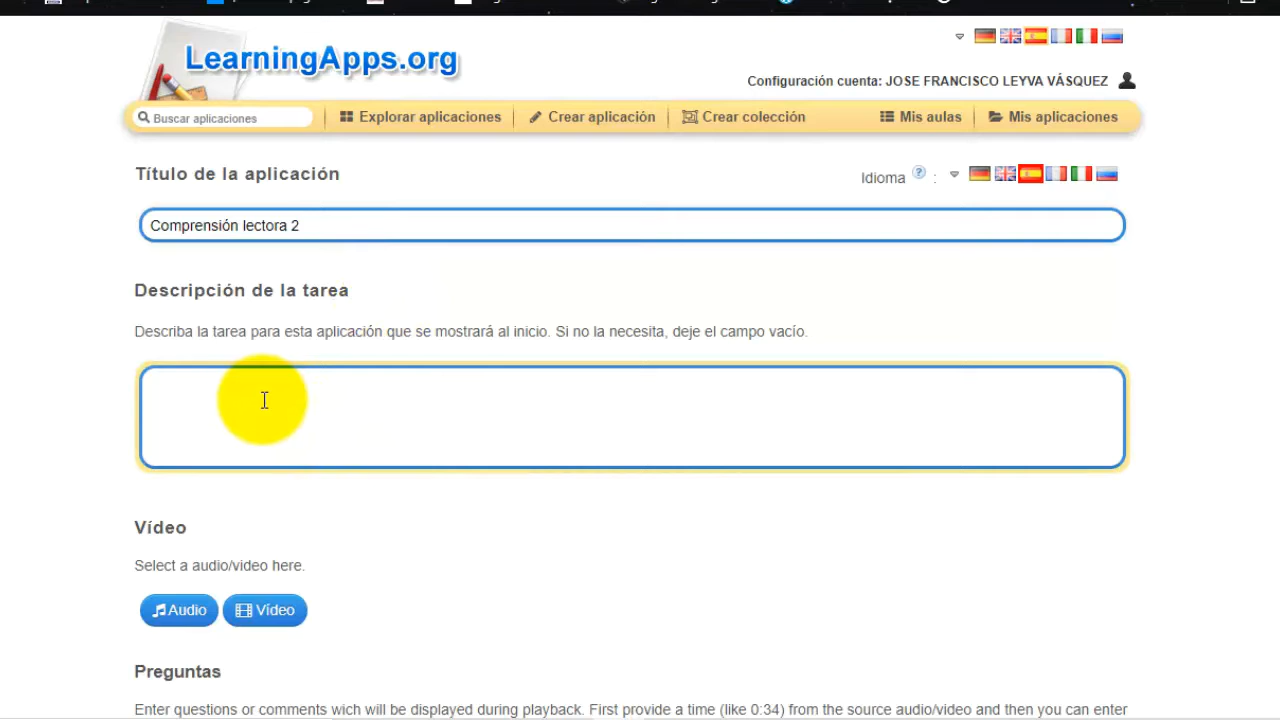 LearningApps.org
Configuración cuenta: JOSE FRANCISCO LEYVA VÁSQUEZ
Buscar aplicaciones
Explorar aplicaciones
Crear aplicación
Crear colección
Mis aulas
Mis aplicaciones
Título de la aplicación
Idioma ? :
Comprensión lectora 2
Descripción de la tarea
Describa la tarea para esta aplicación que se mostrará al inicio. Si no la necesita, deje el campo vacío.
Vídeo
Select a audio/video here.
Audio
Vídeo
Preguntas
Enter questions or comments wich will be displayed during playback. First provide a time (like 0:34) from the source audio/video and then you can enter